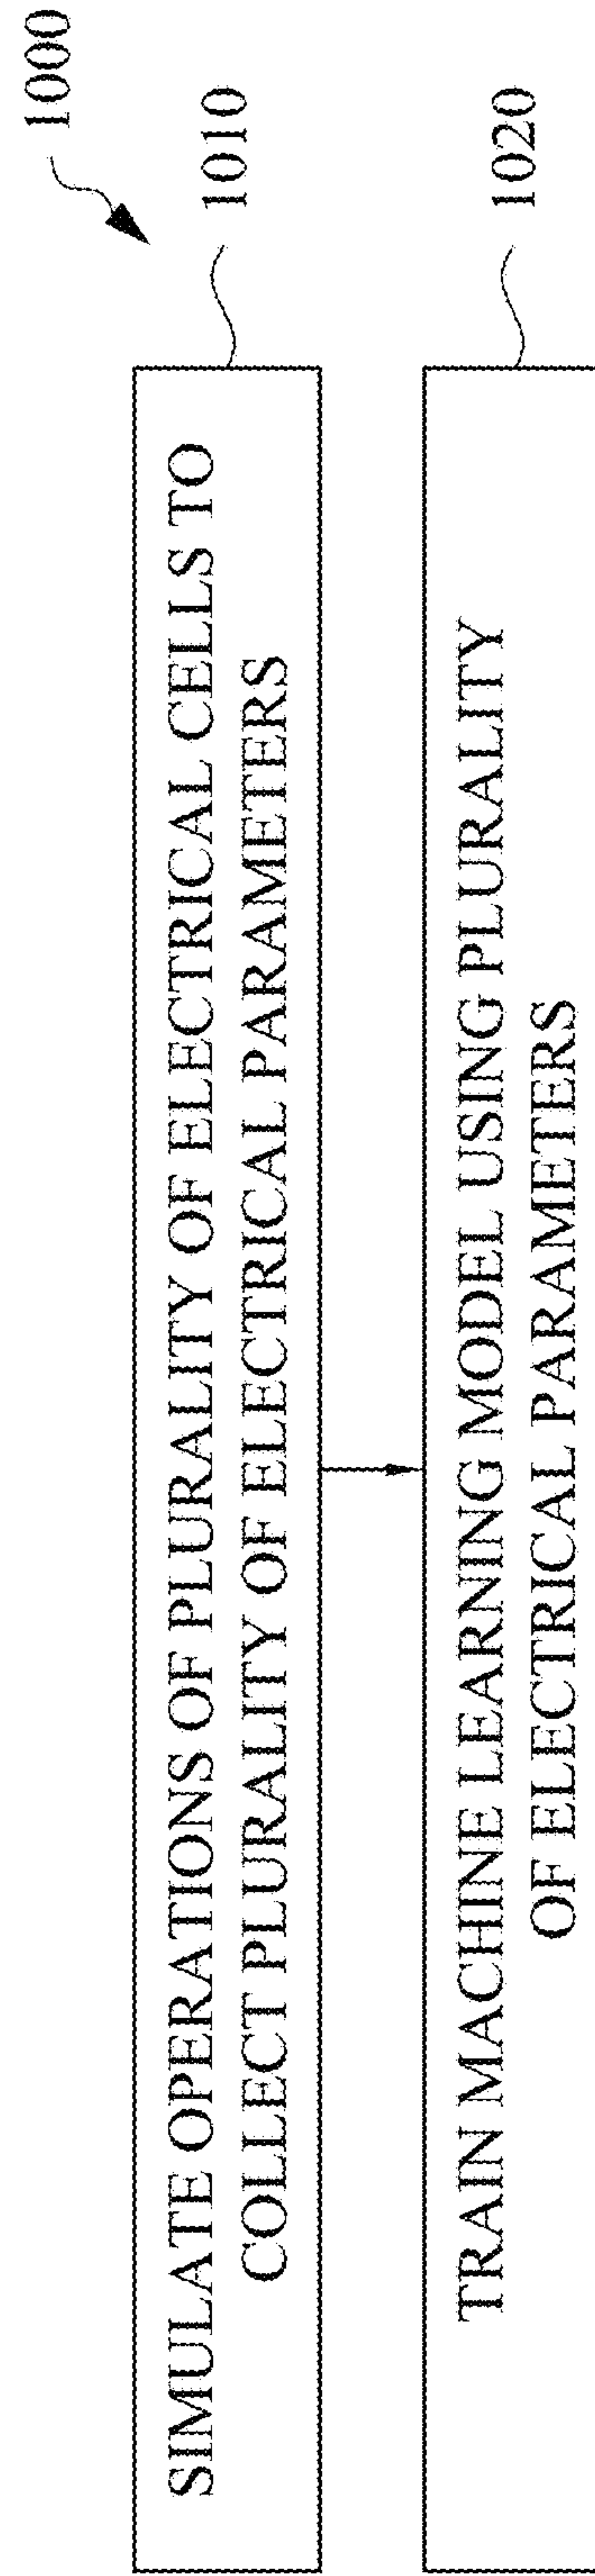 1000
1010
SIMULATE OPERATIONS OF PLURALITY OF ELECTRICAL CELLS TO
COLLECT PLURALITY OF ELECTRICAL PARAMETERS
1020
TRAIN MACHINE LEARNING MODEL USING PLURALITY
OF ELECTRICAL PARAMETERS